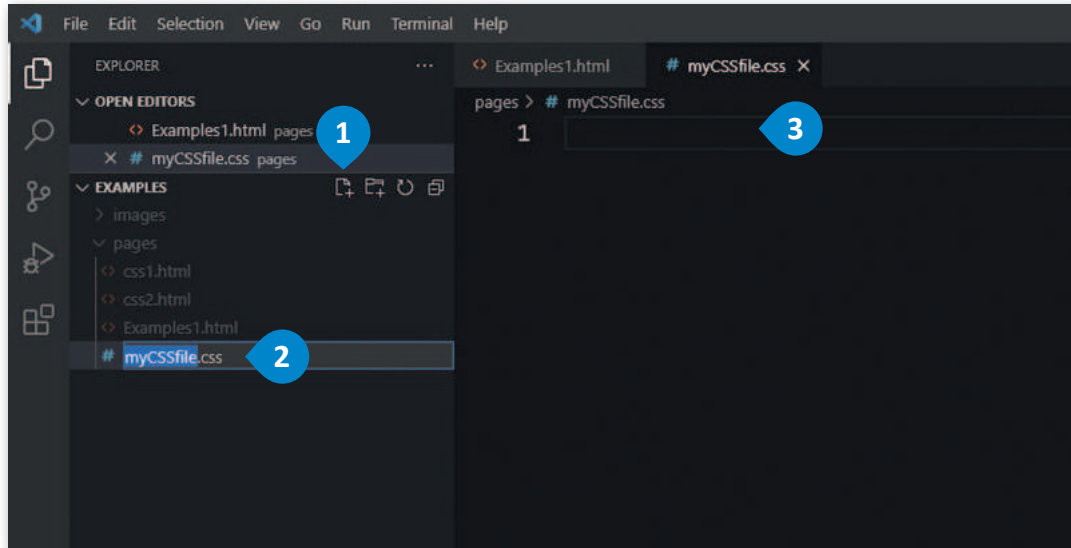 File Edit Selection View Go Run Terminal Help
EXPLORER ...
Examples1.html
# myCSSfile.css
OPEN EDITORS
Examples1.html pages
# myCSSfile.css pages
pages > # myCSSfile.css
1
1
3
EXAMPLES
images
pages
css1.html
css2.html
Examples1.html
# myCSSfile.css
2